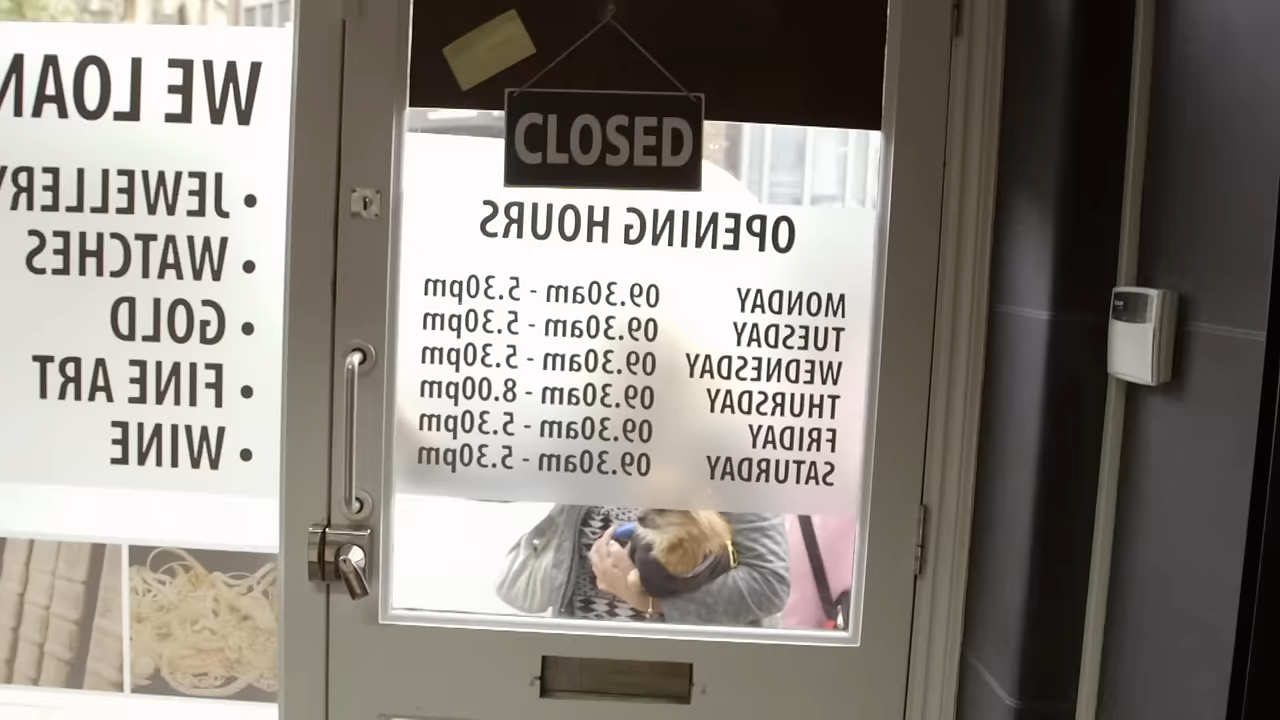 WE LOAN
• JEWELLERY
• WATCHES
• GOLD
• FINE ART
• WINE
CLOSED
OPENING HOURS
MONDAY 09.30am - 5.30pm
TUESDAY 09.30am - 5.30pm
WEDNESDAY 09.30am - 5.30pm
THURSDAY 09.30am - 8.00pm
FRIDAY 09.30am - 5.30pm
SATURDAY 09.30am - 5.30pm